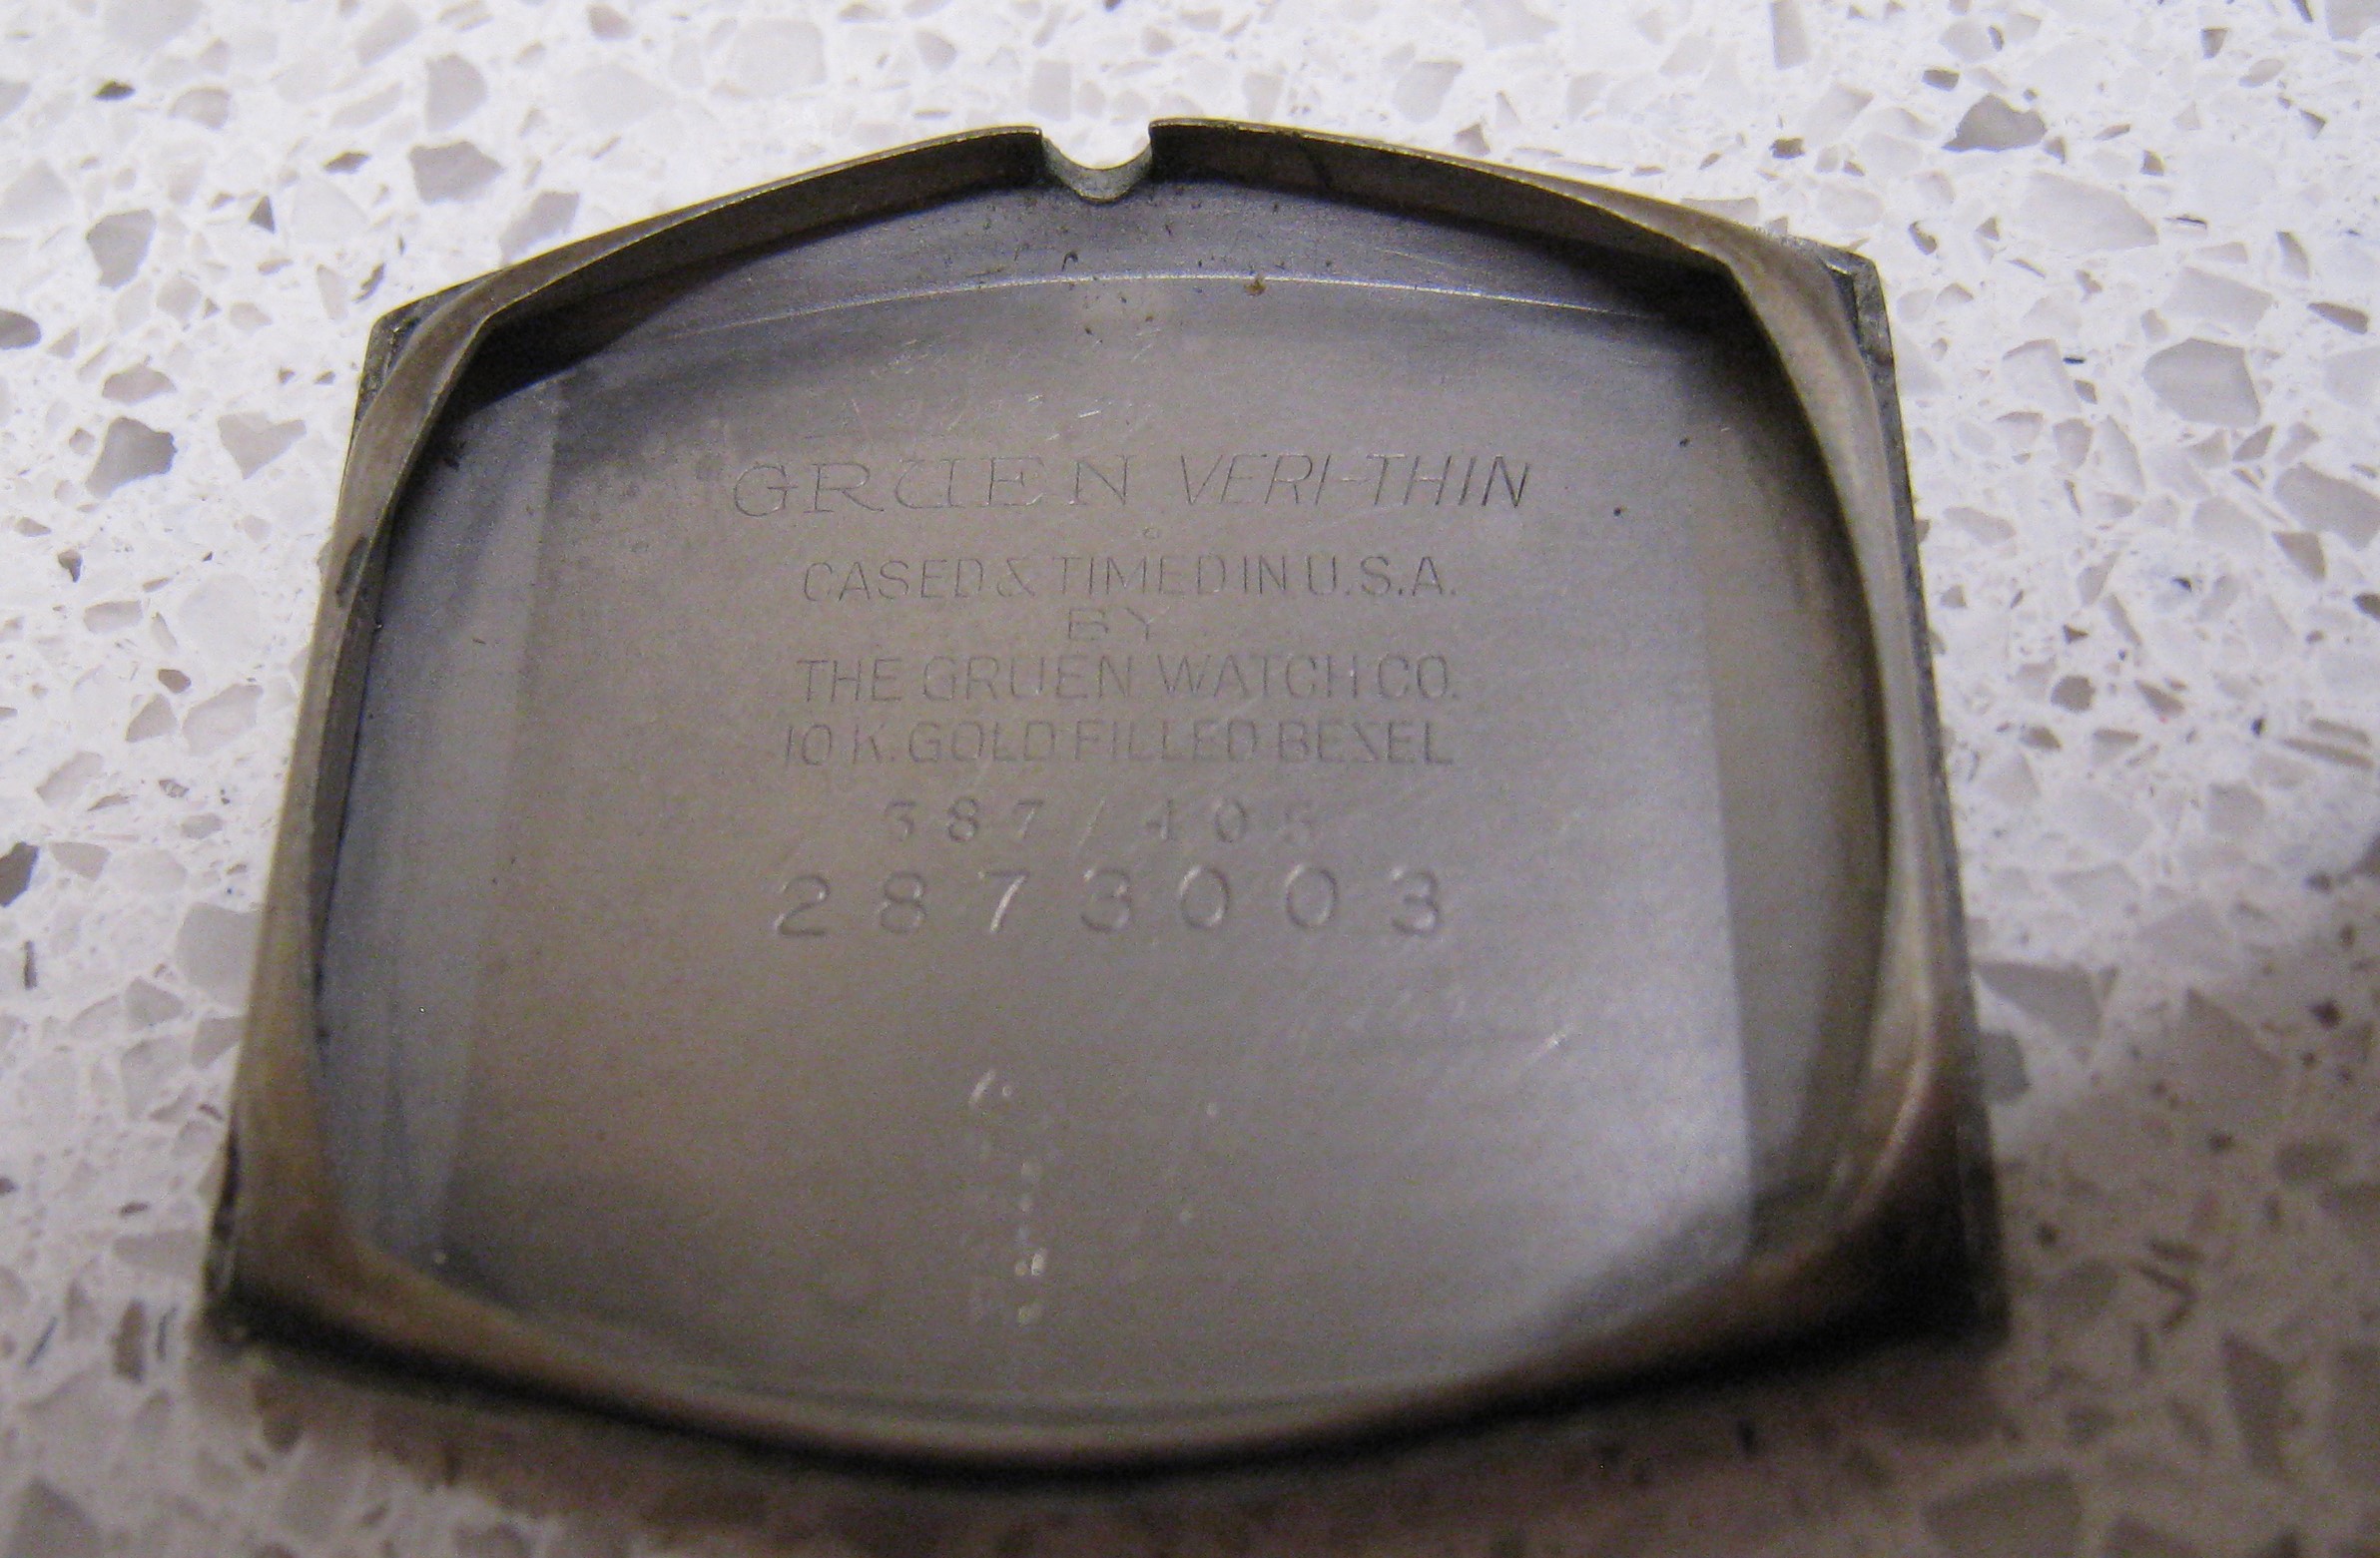 GRUEN VERI-THIN
CASED & TIMED IN U.S.A.
BY
THE GRUEN WATCH CO.
10 K. GOLD FILLED BEZEL
387 / 405
2873003